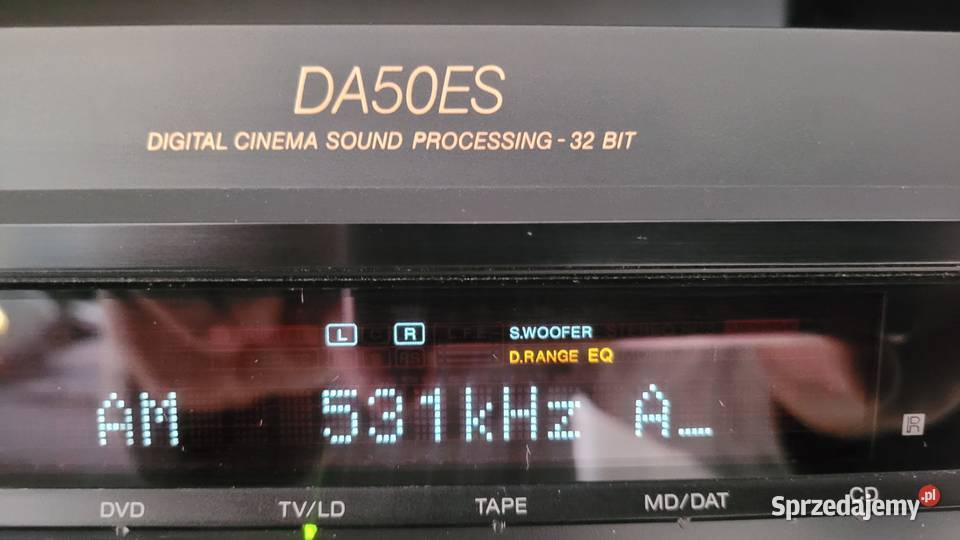 DA50ES
DIGITAL CINEMA SOUND PROCESSING - 32 BIT
L R S.WOOFER
D.RANGE EQ
AM 531kHz A_
R
DVD TV/LD TAPE MD/DAT CD
Sprzedajemy.pl